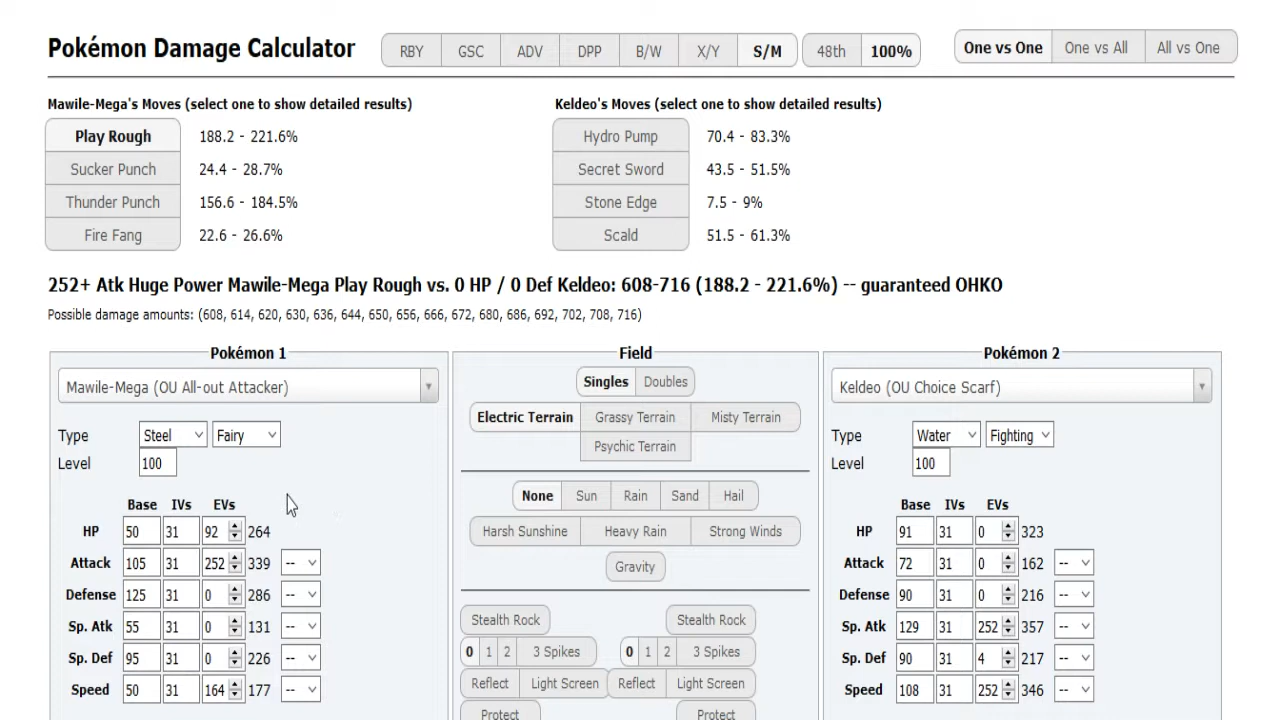 Pokémon Damage Calculator RBY GSC ADV DPP B/W X/Y S/M 48th 100% One vs One One vs All All vs One
Mawile-Mega's Moves (select one to show detailed results) Keldeo's Moves (select one to show detailed results)
Play Rough 188.2 - 221.6% Hydro Pump 70.4 - 83.3%
Sucker Punch 24.4 - 28.7% Secret Sword 43.5 - 51.5%
Thunder Punch 156.6 - 184.5% Stone Edge 7.5 - 9%
Fire Fang 22.6 - 26.6% Scald 51.5 - 61.3%
252+ Atk Huge Power Mawile-Mega Play Rough vs. 0 HP / 0 Def Keldeo: 608-716 (188.2 - 221.6%) -- guaranteed OHKO
Possible damage amounts: (608, 614, 620, 630, 636, 644, 650, 656, 666, 672, 680, 686, 692, 702, 708, 716)
Pokémon 1
Mawile-Mega (OU All-out Attacker)
Type Steel Fairy
Level 100
Base IVs EVs
HP 50 31 92 264
Attack 105 31 252 339 --
Defense 125 31 0 286 --
Sp. Atk 55 31 0 131 --
Sp. Def 95 31 0 226 --
Speed 50 31 164 177 --
Field
Singles Doubles
Electric Terrain Grassy Terrain Misty Terrain
Psychic Terrain
None Sun Rain Sand Hail
Harsh Sunshine Heavy Rain Strong Winds
Gravity
Stealth Rock Stealth Rock
0 1 2 3 Spikes 0 1 2 3 Spikes
Reflect Light Screen Reflect Light Screen
Protect Protect
Pokémon 2
Keldeo (OU Choice Scarf)
Type Water Fighting
Level 100
Base IVs EVs
HP 91 31 0 323
Attack 72 31 0 162 --
Defense 90 31 0 216 --
Sp. Atk 129 31 252 357 --
Sp. Def 90 31 4 217 --
Speed 108 31 252 346 --